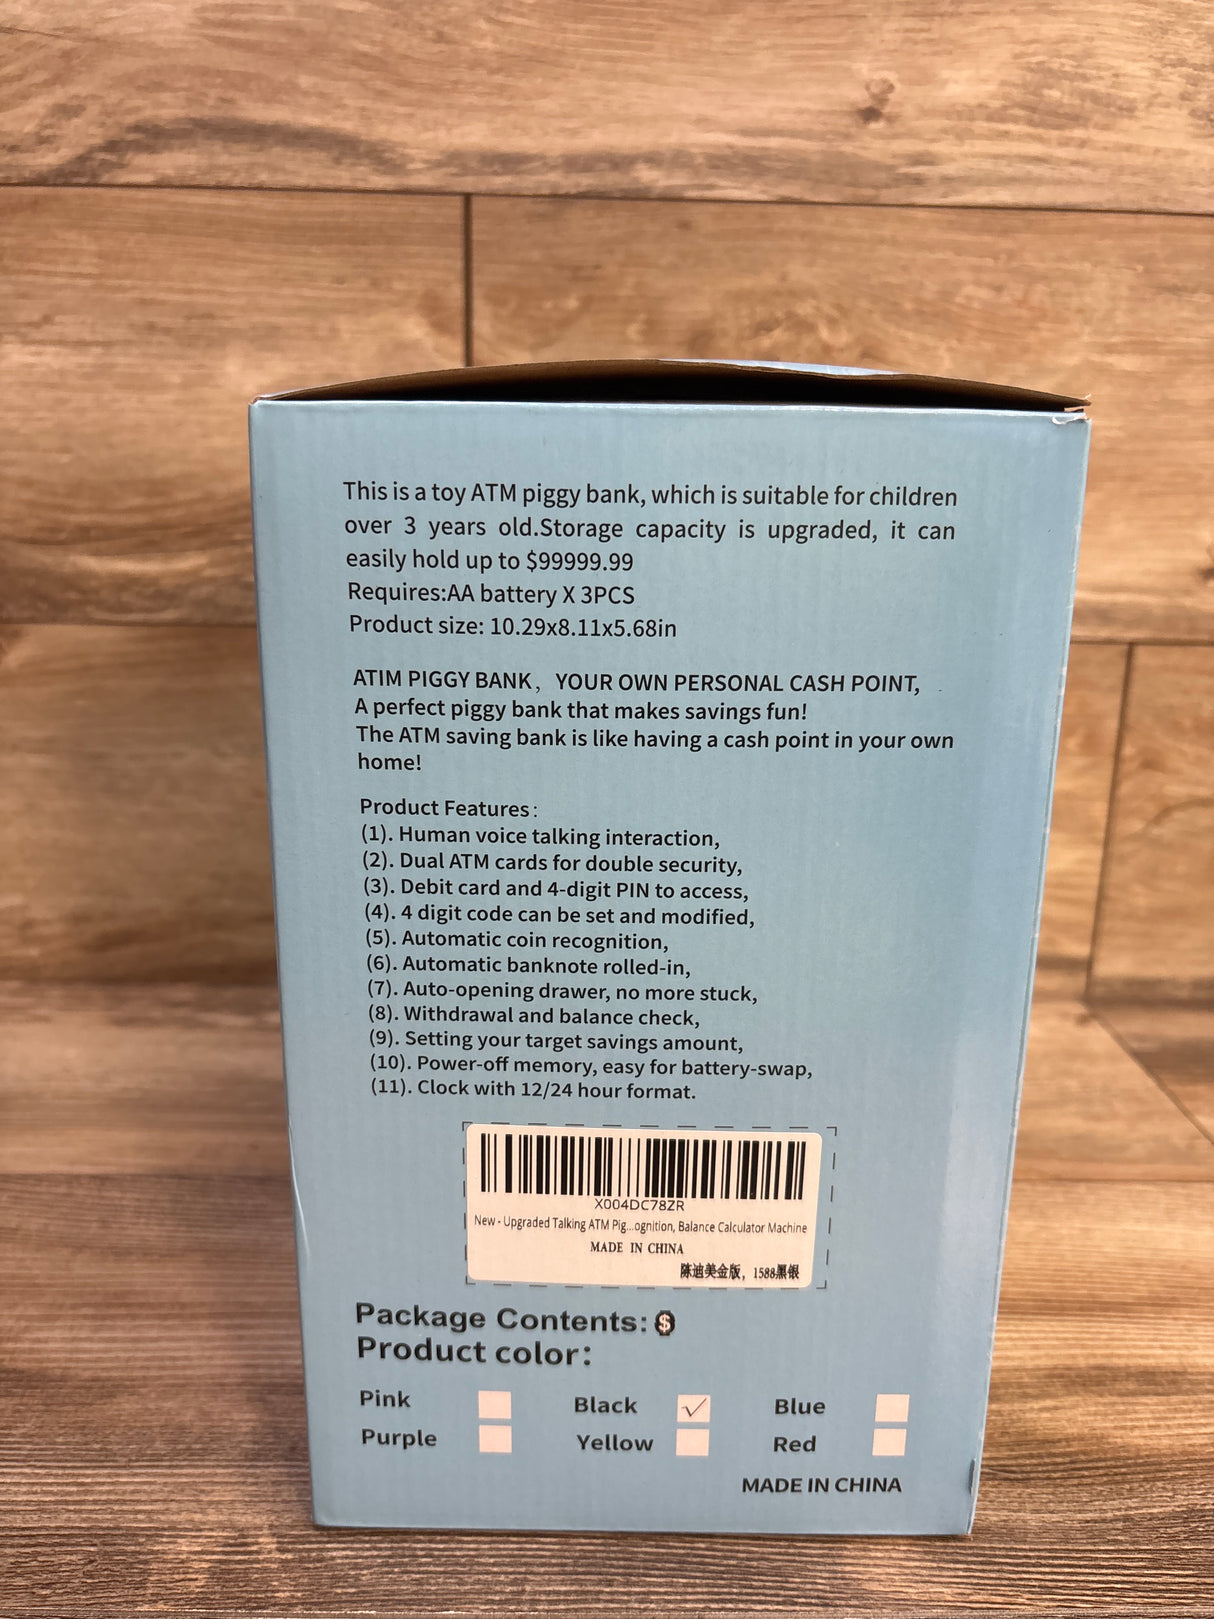 This is a toy ATM piggy bank, which is suitable for children
over 3 years old.Storage capacity is upgraded, it can
easily hold up to $99999.99
Requires:AA battery X 3PCS
Product size: 10.29x8.11x5.68in
ATIM PIGGY BANK，YOUR OWN PERSONAL CASH POINT,
A perfect piggy bank that makes savings fun!
The ATM saving bank is like having a cash point in your own
home!
Product Features：
(1). Human voice talking interaction,
(2). Dual ATM cards for double security,
(3). Debit card and 4-digit PIN to access,
(4). 4 digit code can be set and modified,
(5). Automatic coin recognition,
(6). Automatic banknote rolled-in,
(7). Auto-opening drawer, no more stuck,
(8). Withdrawal and balance check,
(9). Setting your target savings amount,
(10). Power-off memory, easy for battery-swap,
(11). Clock with 12/24 hour format.
X004DC78ZR
New - Upgraded Talking ATM Pig...ognition, Balance Calculator Machine
MADE IN CHINA
陈迪美金版，1588黑银
Package Contents: $
Product color：
Pink Black ✓ Blue
Purple Yellow Red
MADE IN CHINA